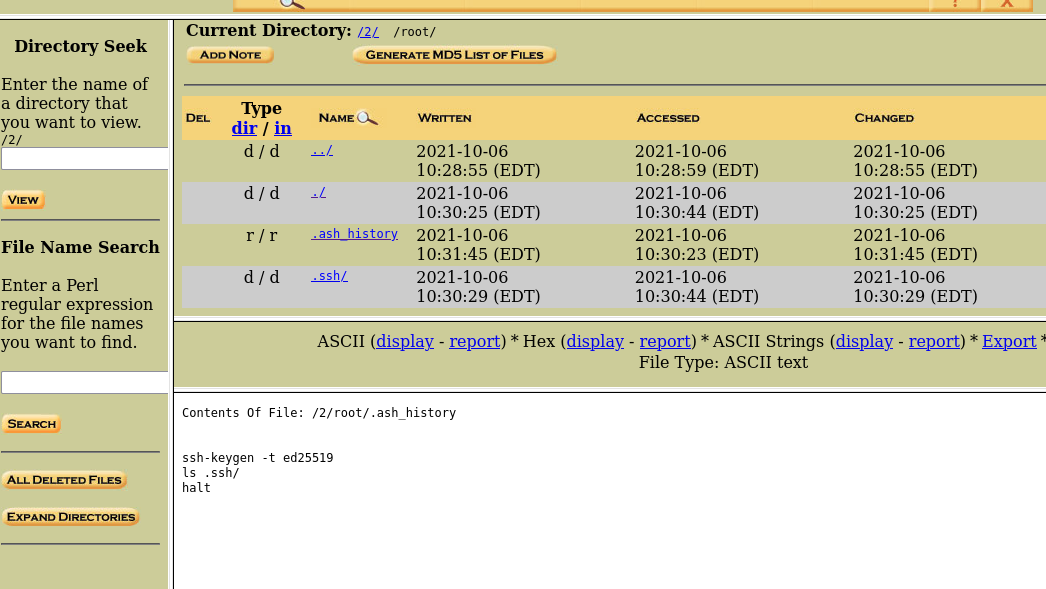 ? X
Directory Seek
Enter the name of
a directory that
you want to view.
/2/
VIEW
File Name Search
Enter a Perl
regular expression
for the file names
you want to find.
SEARCH
ALL DELETED FILES
EXPAND DIRECTORIES
Current Directory: /2/ /root/
ADD NOTE GENERATE MD5 LIST OF FILES
DEL Type NAME WRITTEN ACCESSED CHANGED
dir / in
d / d ../ 2021-10-06 2021-10-06 2021-10-06
10:28:55 (EDT) 10:28:59 (EDT) 10:28:55 (EDT)
d / d ./ 2021-10-06 2021-10-06 2021-10-06
10:30:25 (EDT) 10:30:44 (EDT) 10:30:25 (EDT)
r / r .ash_history 2021-10-06 2021-10-06 2021-10-06
10:31:45 (EDT) 10:30:23 (EDT) 10:31:45 (EDT)
d / d .ssh/ 2021-10-06 2021-10-06 2021-10-06
10:30:29 (EDT) 10:30:44 (EDT) 10:30:29 (EDT)
ASCII (display - report) * Hex (display - report) * ASCII Strings (display - report) * Export *
File Type: ASCII text
Contents Of File: /2/root/.ash_history
ssh-keygen -t ed25519
ls .ssh/
halt